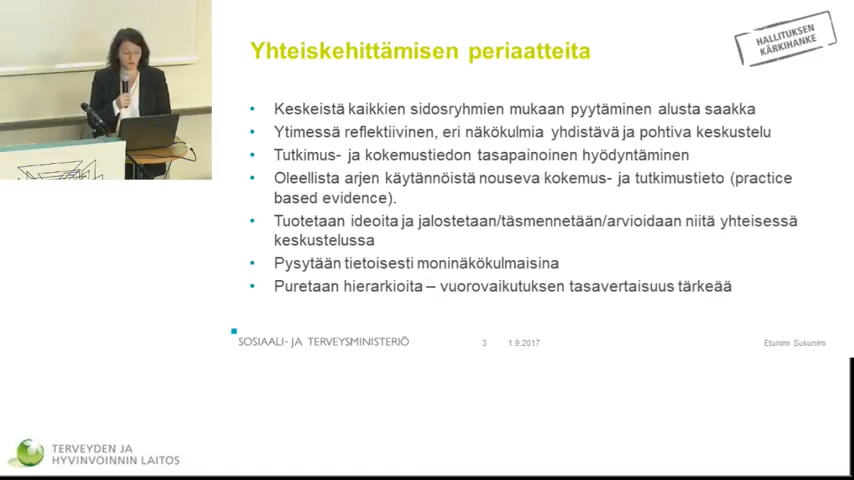 Yhteiskehittämisen periaatteita
HALLITUKSEN
KÄRKIHANKE
• Keskeistä kaikkien sidosryhmien mukaan pyytäminen alusta saakka
• Ytimessä reflektiivinen, eri näkökulmia yhdistävä ja pohtiva keskustelu
• Tutkimus- ja kokemustiedon tasapainoinen hyödyntäminen
• Oleellista arjen käytännöistä nouseva kokemus- ja tutkimustieto (practice
based evidence).
• Tuotetaan ideoita ja jalostetaan/täsmennetään/arvioidaan niitä yhteisessä
keskustelussa
• Pysytään tietoisesti moninäkökulmaisina
• Puretaan hierarkioita – vuorovaikutuksen tasavertaisuus tärkeää
SOSIAALI- JA TERVEYSMINISTERIÖ 3 1.9.2017 Etunimi Sukunimi
TERVEYDEN JA
HYVINVOINNIN LAITOS